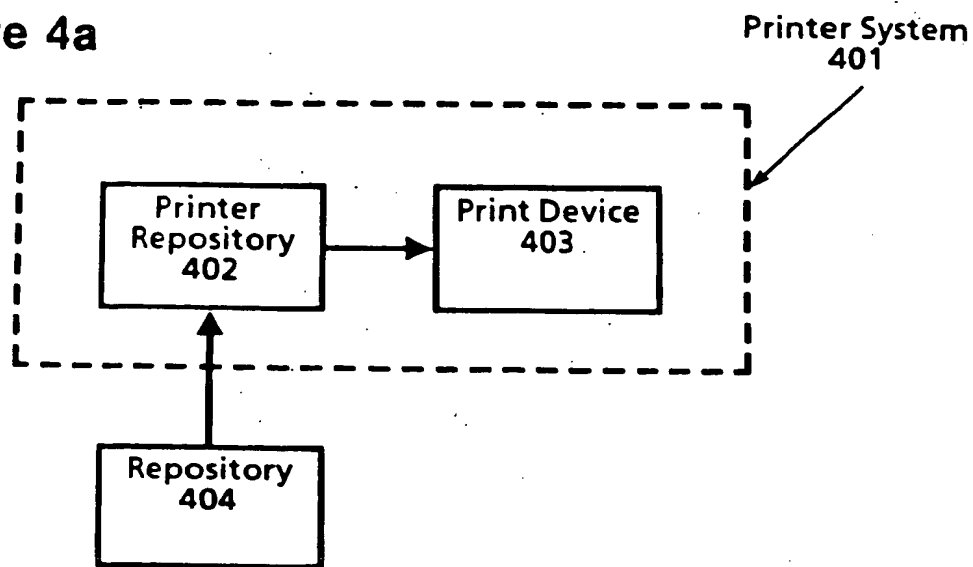 4a
Printer System
401
Printer
Repository
402
Print Device
403
Repository
404